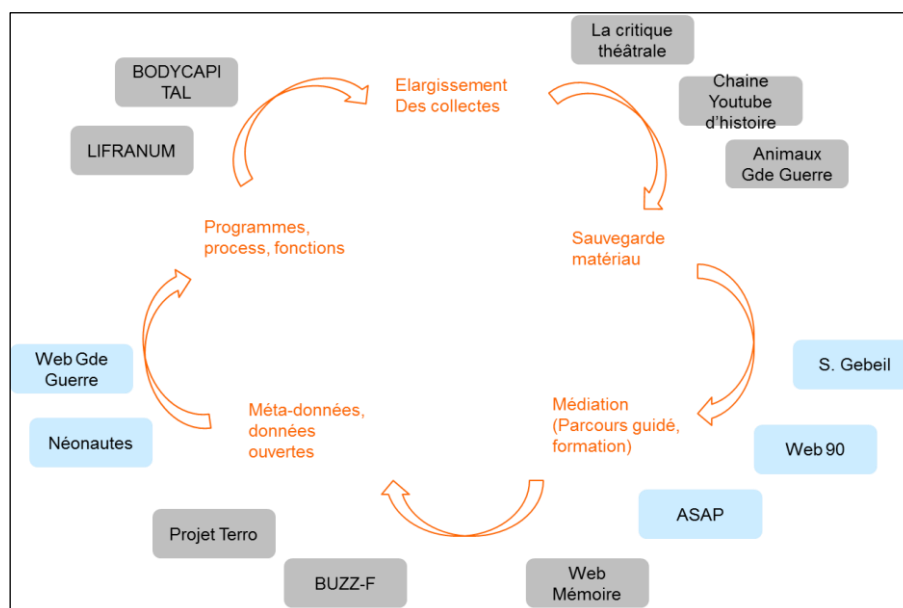 La critique
théâtrale
BODYCAPI
TAL
Elargissement
Des collectes
Chaine
Youtube
d'histoire
LIFRANUM
Animaux
Gde Guerre
Programmes,
process, fonctions
Sauvegarde
matériau
Web Gde
Guerre
S. Gebeil
Méta-données,
données
ouvertes
Médiation
(Parcours guidé,
formation)
Néonautes
Web 90
ASAP
Projet Terro
BUZZ-F
Web
Mémoire